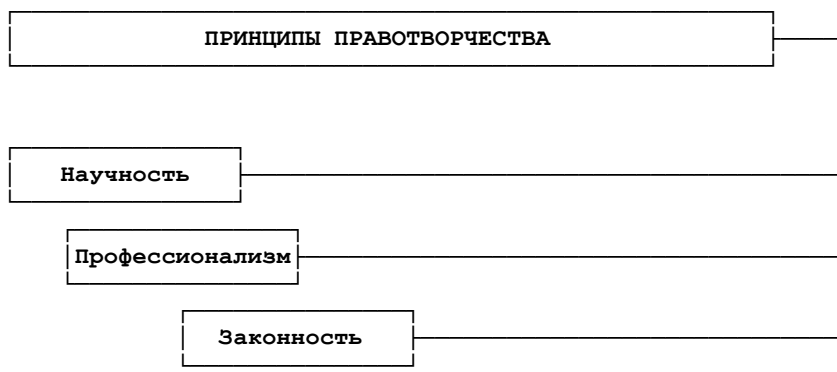 ПРИНЦИПЫ ПРАВОТВОРЧЕСТВА
Научность
Профессионализм
Законность